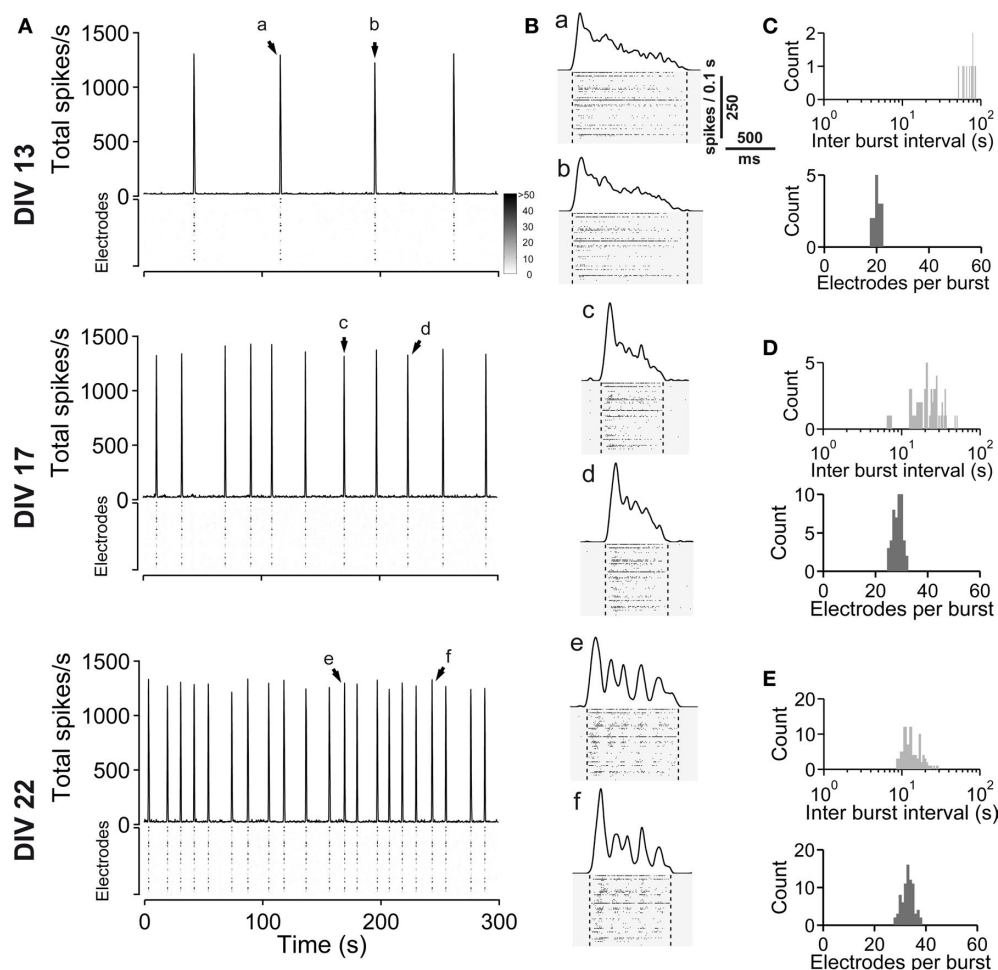 A
B
C
DIV 13
Total spikes/s
1500
1000
500
0
a
b
Electrodes
>50
40
30
20
10
0
a
b
spikes / 0.1 s
250
500
ms
Count
2
1
0
10^0
10^1
10^2
Inter burst interval (s)
Count
5
0
0
20
40
60
Electrodes per burst
DIV 17
Total spikes/s
1500
1000
500
0
c
d
Electrodes
c
d
D
Count
5
0
10^0
10^1
10^2
Inter burst interval (s)
Count
10
5
0
0
20
40
60
Electrodes per burst
DIV 22
Total spikes/s
1500
1000
500
0
e
f
Electrodes
0
100
200
300
Time (s)
e
f
E
Count
20
10
0
10^0
10^1
10^2
Inter burst interval (s)
Count
20
10
0
0
20
40
60
Electrodes per burst